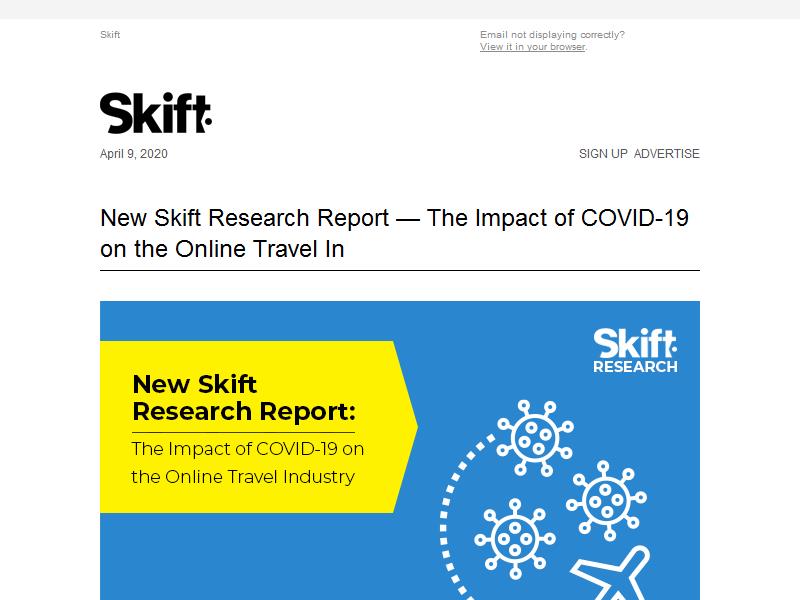 Skift
Email not displaying correctly?
View it in your browser.
Skift
April 9, 2020
SIGN UP ADVERTISE
New Skift Research Report — The Impact of COVID-19
on the Online Travel In
Skift
RESEARCH
New Skift
Research Report:
The Impact of COVID-19 on
the Online Travel Industry